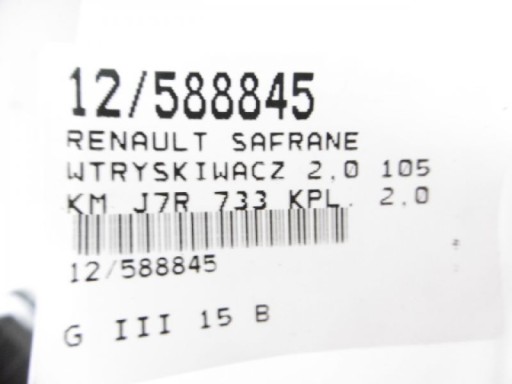 12/588845
RENAULT SAFRANE
WTRYSKIWACZ 2.0 105
KM J7R 733 KPL. 2.0
12/588845
G III 15 B